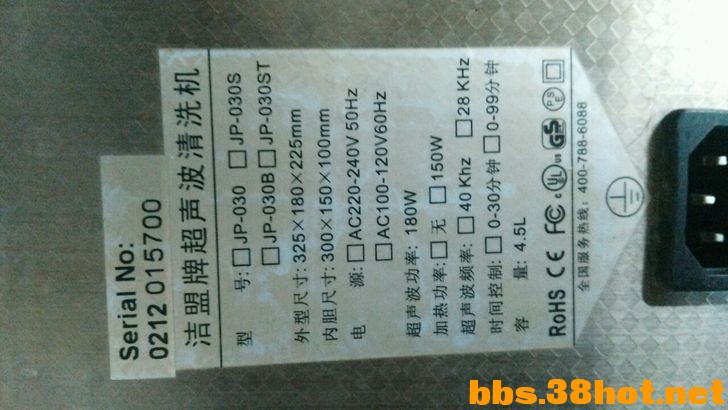 Serial No:
0212 015700
洁盟牌超声波清洗机
型 号: □JP-030 □JP-030S
□JP-030B □JP-030ST
外型尺寸: 325×180×225mm
内胆尺寸: 300×150×100mm
电 源: □AC220-240V 50Hz
□AC100-120V60Hz
超声波功率: 180W
加热功率: □无 □150W
超声波频率: □40 Khz □28 KHz
时间控制: □0-30分钟 □0-99分钟
容 量: 4.5L
RoHS CE FC c UL us GS PSE
全国服务热线: 400-788-6088
bbs.38hot.net